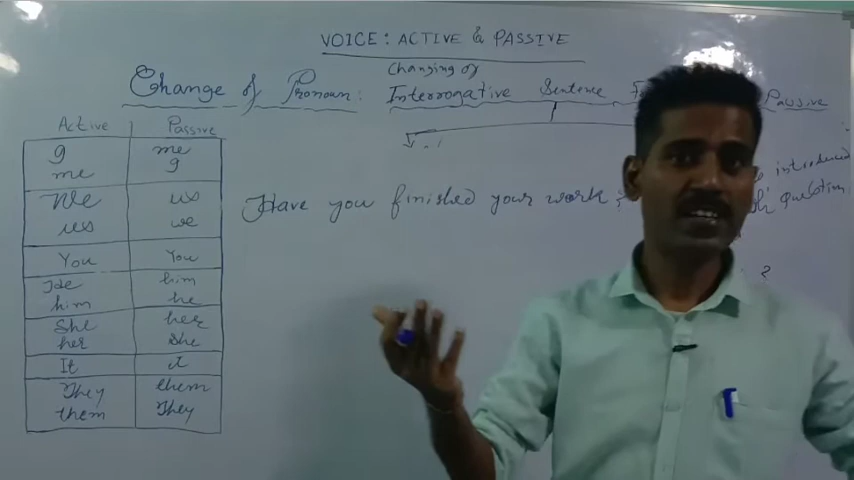 VOICE: ACTIVE & PASSIVE
Change of Pronoun:
Changing of
Interrogative Sentence Passive
Active Passive
I me
me I
We us
us we
You You
He him
him he
She her
her she
It it
They them
them They
Have you finished your work?
introduced
question
?